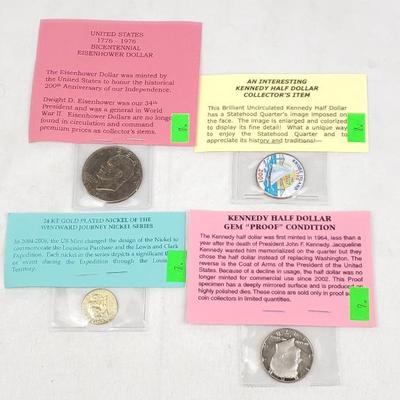 UNITED STATES
1776 - 1976
BICENTENNIAL
EISENHOWER DOLLAR
The Eisenhower Dollar was minted by
the United States to honor the historical
200th Anniversary of our Independence.
Dwight D. Eisenhower was our 34th
President and was a general in World
War II. Eisenhower Dollars are no longer
found in circulation and command
premium prices as collector's items.
AN INTERESTING
KENNEDY HALF DOLLAR
COLLECTOR'S ITEM
This Brilliant Uncirculated Kennedy Half Dollar
has a Statehood Quarter's image imposed on
the face. The image is enlarged and colorized
to display its fine detail! What a unique way
to enjoy the Statehood Quarter and to
appreciate its history and traditions!
24 KT GOLD PLATED NICKEL OF THE
WESTWARD JOURNEY NICKEL SERIES
In 2004-2006, the US Mint changed the design of the Nickel to
commemorate the Louisiana Purchase and the Lewis and Clark
Expedition. Each nickel in the series depicts a significant
or event during the Expedition through the
Territory.
KENNEDY HALF DOLLAR
GEM "PROOF" CONDITION
The Kennedy half dollar was first minted in 1964, less than a
year after the death of President John F. Kennedy. Jacqueline
Kennedy wanted him memorialized on the quarter but they
chose the half dollar instead of replacing Washington. The
reverse is the Coat of Arms of the President of the United
States. Because of a decline in usage, the half dollar was no
longer minted for commercial use since 2002. This Proof
specimen has a deeply mirrored surface and is produced on
highly polished dies. These coins are sold only in proof sets
coin collectors in limited quantities.